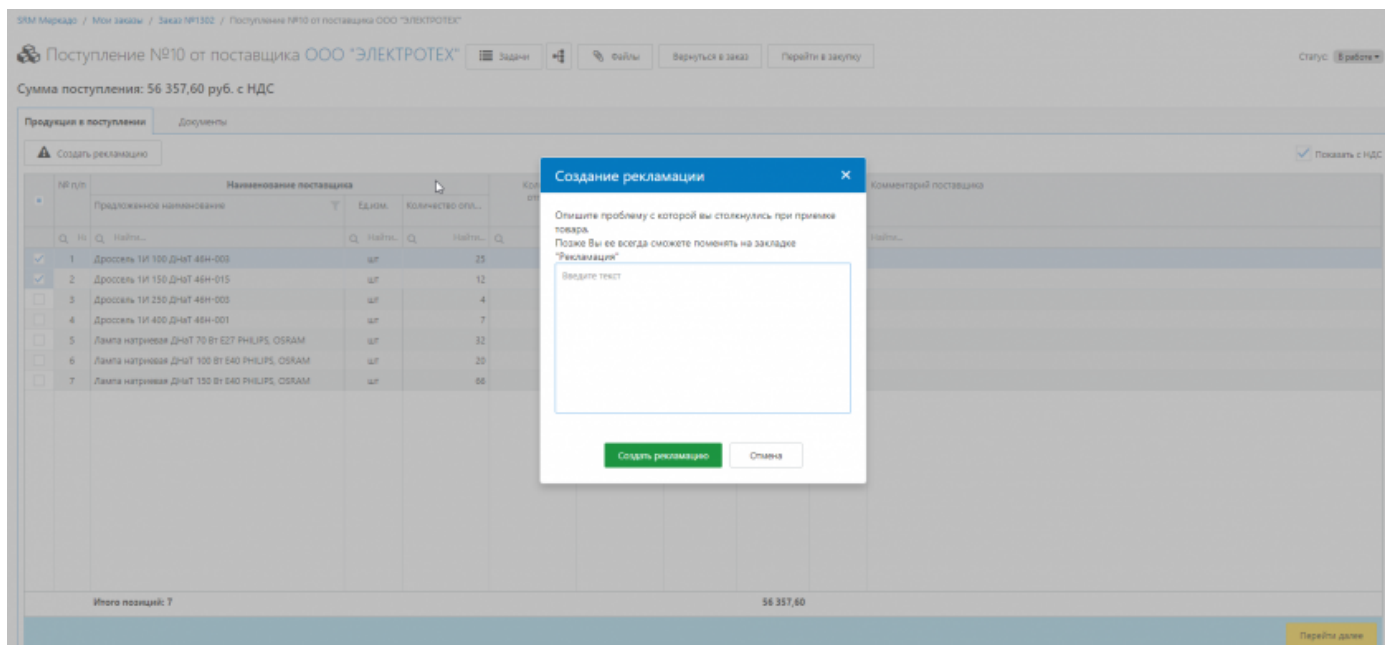 SRM Меркадо / Мои заказы / Заказ №1302 / Поступление №10 от поставщика ООО "ЭЛЕКТРОТЕХ"
Поступление №10 от поставщика ООО "ЭЛЕКТРОТЕХ" Задачи Файлы Вернуться в заказ Перейти в закупку Статус: В работе
Сумма поступления: 56 357,60 руб. с НДС
Продукция в поступлении Документы
Создать рекламацию Показать с НДС
№ п/п Наименование поставщика Кол Комментарий поставщика
Предложенное наименование Ед.изм. Количество опл...
Найти... Найти... Найти... Найти...
1 Дроссель 1И 100 ДНаТ 46Н-003 шт 25
2 Дроссель 1И 150 ДНаТ 46Н-015 шт 12
3 Дроссель 1И 250 ДНаТ 46Н-005 шт 4
4 Дроссель 1И 400 ДНаТ 46Н-001 шт 7
5 Лампа натриевая ДНаТ 70 Вт E27 PHILIPS, OSRAM шт 32
6 Лампа натриевая ДНаТ 100 Вт E40 PHILIPS, OSRAM шт 20
7 Лампа натриевая ДНаТ 150 Вт E40 PHILIPS, OSRAM шт 66
Создание рекламации
Опишите проблему с которой вы столкнулись при приемке
товара.
Позже Вы ее всегда сможете поменять на закладке
"Рекламация"
Введите текст
Создать рекламацию Отмена
Итого позиций: 7 56 357,60
Перейти далее